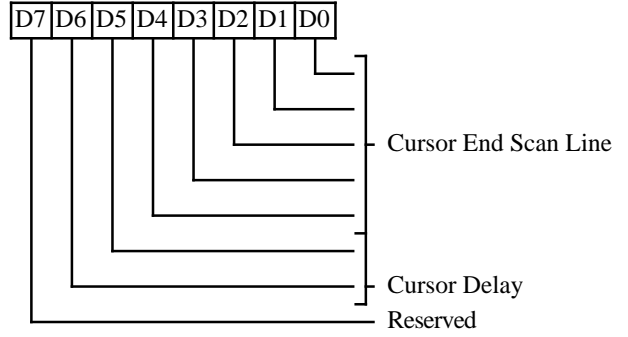 D7 D6 D5 D4 D3 D2 D1 D0
Cursor End Scan Line
Cursor Delay
Reserved